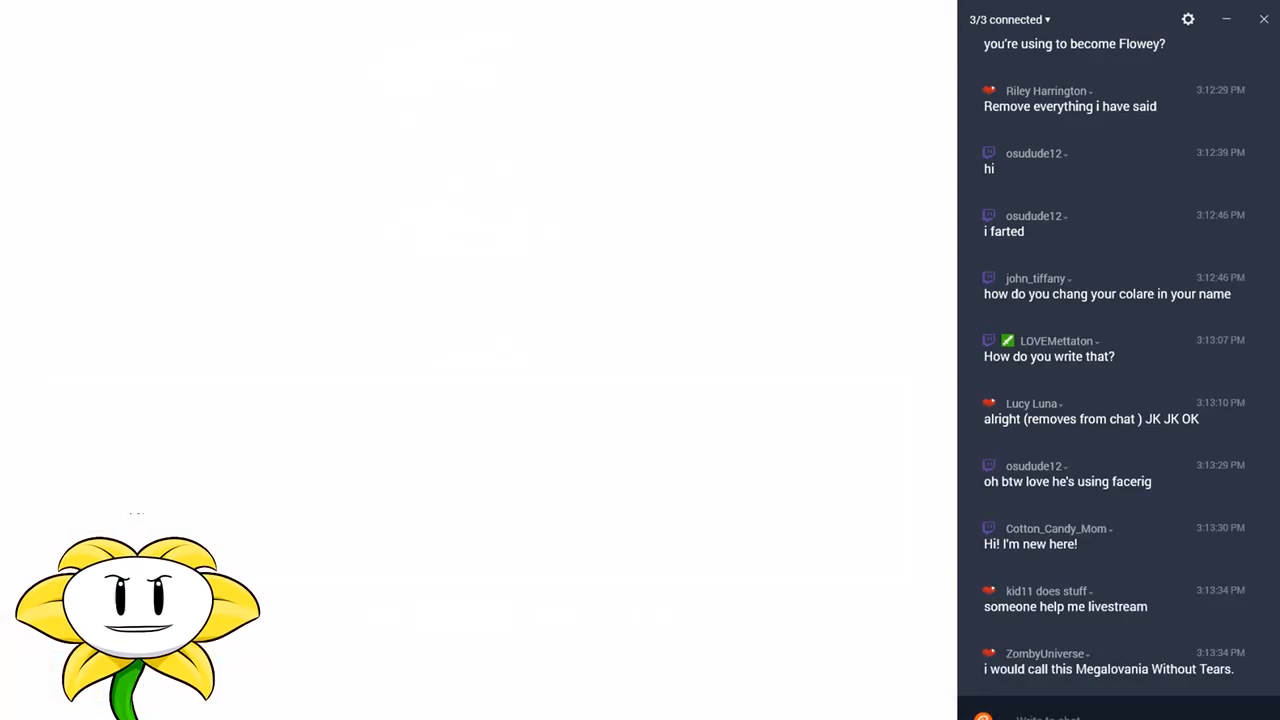 3/3 connected ▾
you're using to become Flowey?
Riley Harrington 3:12:29 PM
Remove everything i have said
osudude12 3:12:39 PM
hi
osudude12 3:12:46 PM
i farted
john_tiffany 3:12:46 PM
how do you chang your colare in your name
LOVEMettaton 3:13:07 PM
How do you write that?
Lucy Luna 3:13:10 PM
alright (removes from chat ) JK JK OK
osudude12 3:13:29 PM
oh btw love he's using facerig
Cotton_Candy_Mom 3:13:30 PM
Hi! I'm new here!
kid11 does stuff 3:13:34 PM
someone help me livestream
ZombyUniverse 3:13:34 PM
i would call this Megalovania Without Tears.
Write to chat